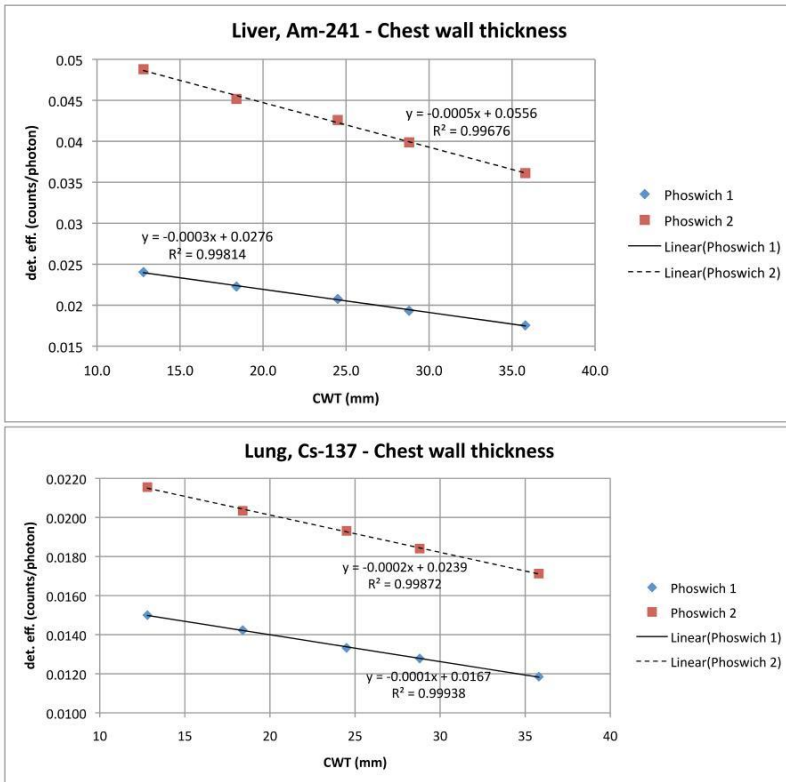 Liver, Am-241 - Chest wall thickness
det. eff. (counts/photon)
0.05
0.045
0.04
0.035
0.03
0.025
0.02
0.015
y = -0.0005x + 0.0556
R² = 0.99676
y = -0.0003x + 0.0276
R² = 0.99814
10.0 15.0 20.0 25.0 30.0 35.0 40.0
CWT (mm)
Phoswich 1
Phoswich 2
Linear(Phoswich 1)
Linear(Phoswich 2)
Lung, Cs-137 - Chest wall thickness
det. eff. (counts/photon)
0.0220
0.0200
0.0180
0.0160
0.0140
0.0120
0.0100
y = -0.0002x + 0.0239
R² = 0.99872
y = -0.0001x + 0.0167
R² = 0.99938
10 15 20 25 30 35 40
CWT (mm)
Phoswich 1
Phoswich 2
Linear(Phoswich 1)
Linear(Phoswich 2)